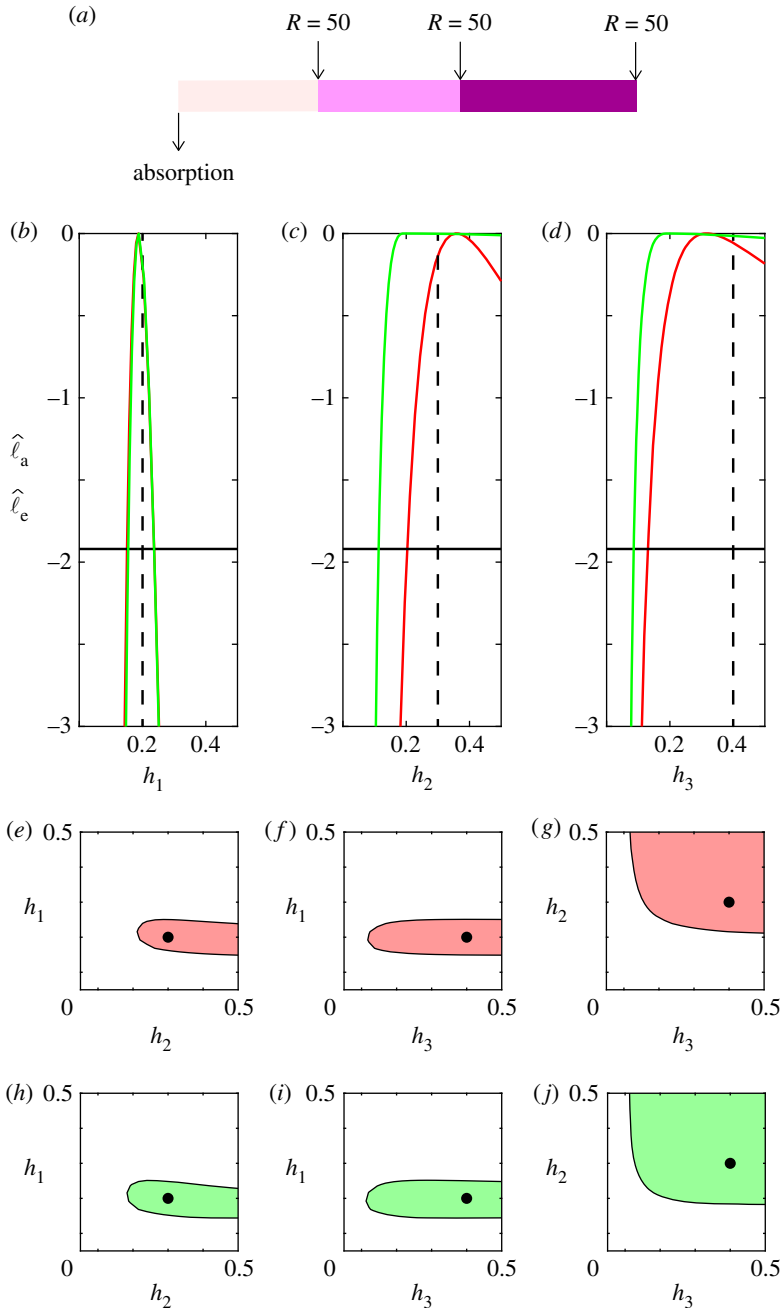 (a)
R = 50 R = 50 R = 50
absorption
(b) (c) (d)
0 0 0
−1 −1 −1
ℓ̂a
ℓ̂e
−2 −2 −2
−3 −3 −3
0.2 0.4 0.2 0.4 0.2 0.4
h1 h2 h3
(e) 0.5 (f) 0.5 (g) 0.5
h1 h1 h2
0 0.5 0 0.5 0 0.5
h2 h3 h3
(h) 0.5 (i) 0.5 (j) 0.5
h1 h1 h2
0 0.5 0 0.5 0 0.5
h2 h3 h3